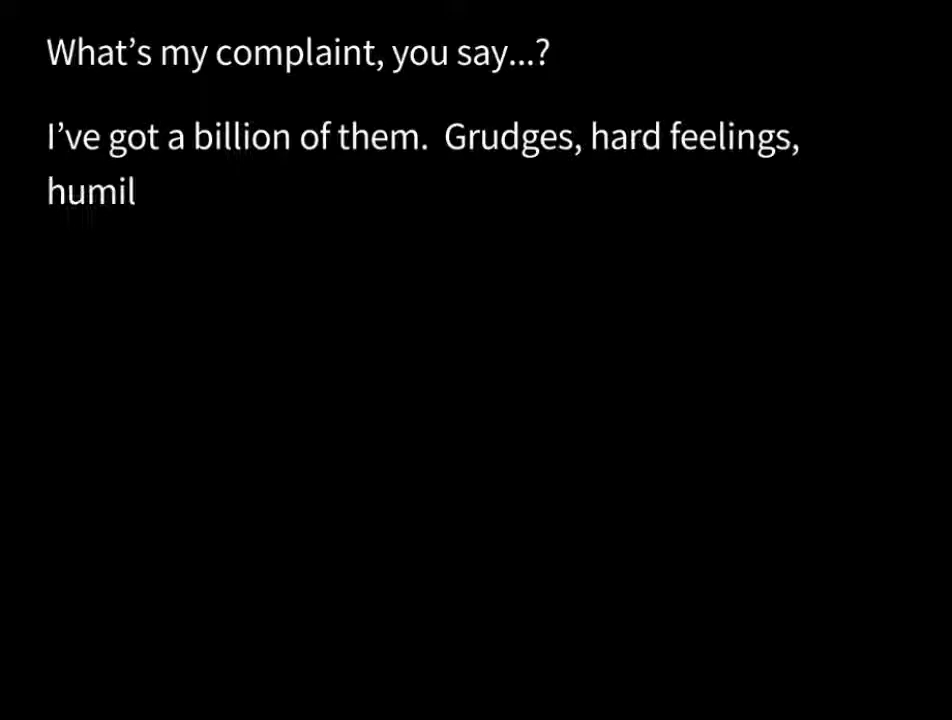 What’s my complaint, you say...?
I’ve got a billion of them.  Grudges, hard feelings,
humil